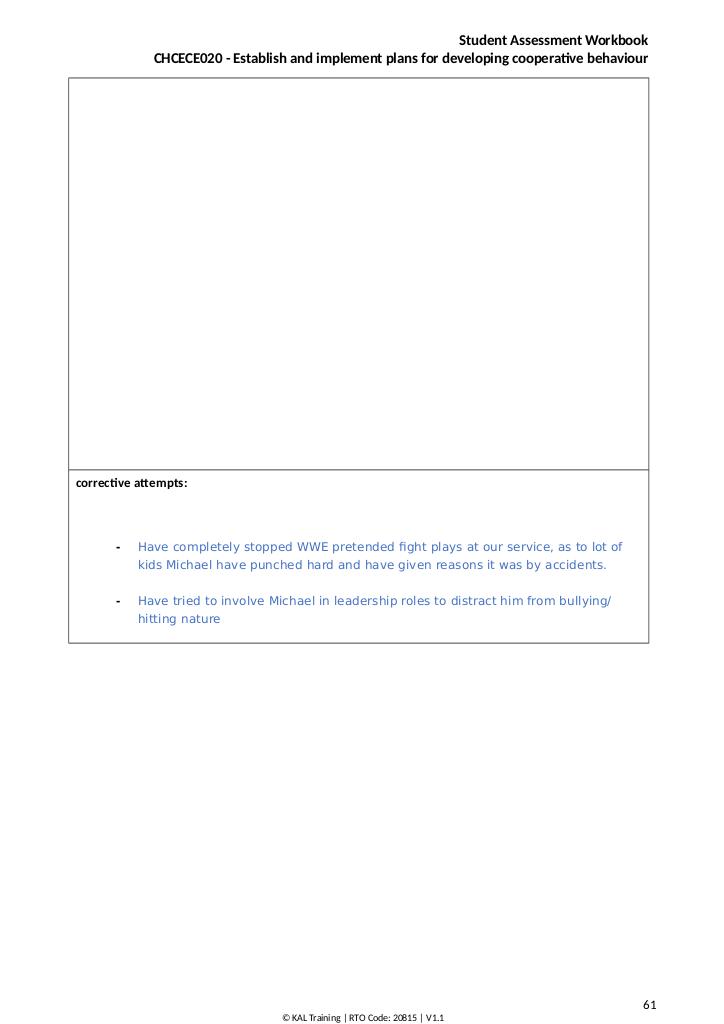 Student Assessment Workbook
CHCECE020 - Establish and implement plans for developing cooperative behaviour
corrective attempts:
- Have completely stopped WWE pretended fight plays at our service, as to lot of
kids Michael have punched hard and have given reasons it was by accidents.
- Have tried to involve Michael in leadership roles to distract him from bullying/
hitting nature
61
© KAL Training | RTO Code: 20815 | V1.1